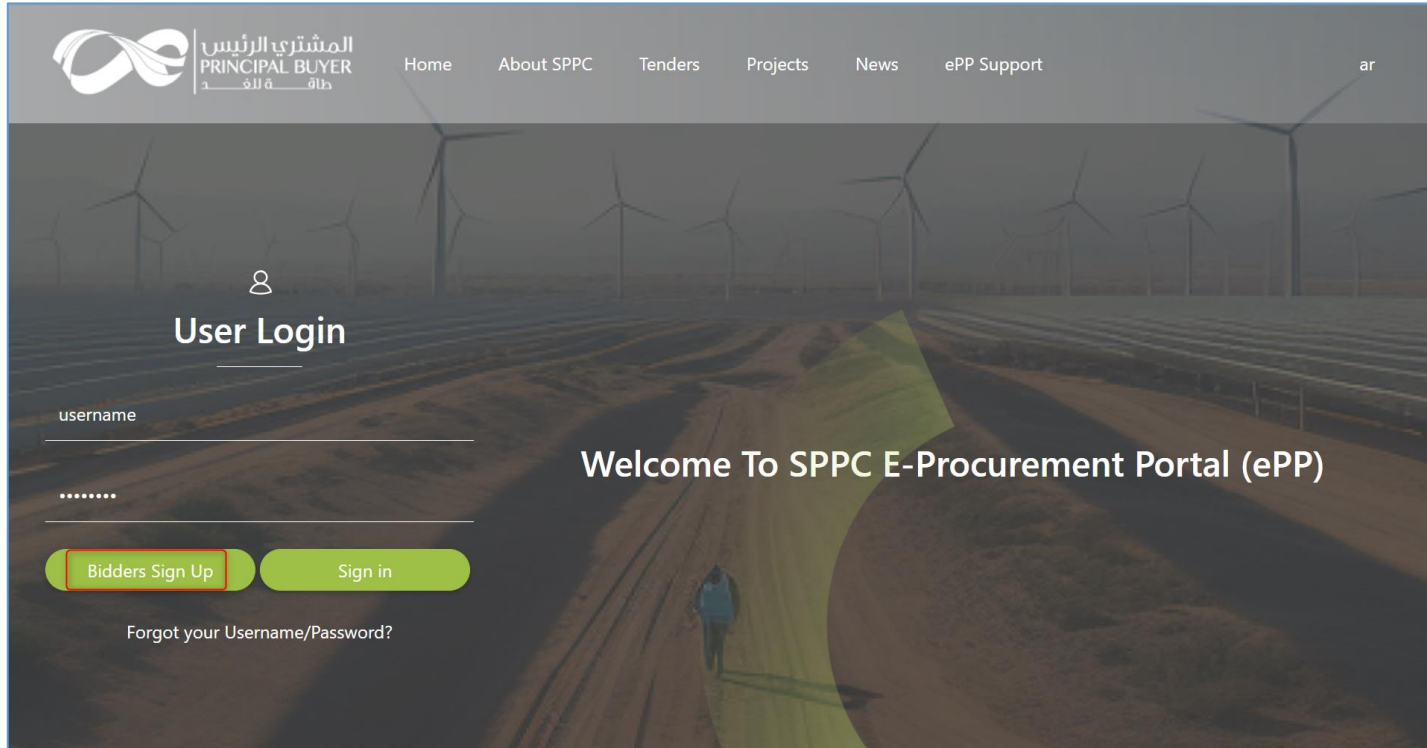 المشتري الرئيس
PRINCIPAL BUYER
طاقة للغد
Home About SPPC Tenders Projects News ePP Support ar
User Login
username
••••••••
Welcome To SPPC E-Procurement Portal (ePP)
Bidders Sign Up Sign in
Forgot your Username/Password?